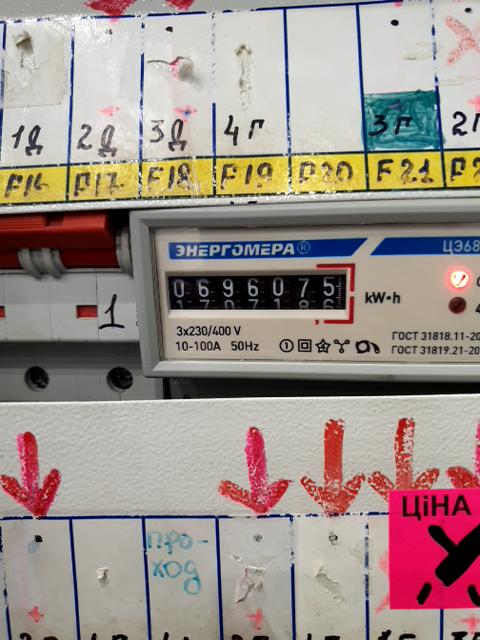 1Д 2Д 3Д 4Г 3Г 2Г
F16 F17 F18 F19 F20 F21
ЭНЕРГОМЕРА® ЦЭ68
0696075
kW•h
1
3x230/400 V
10-100A 50Hz
ГОСТ 31818.11-20
ГОСТ 31819.21-20
ЦіНА
про-
ход